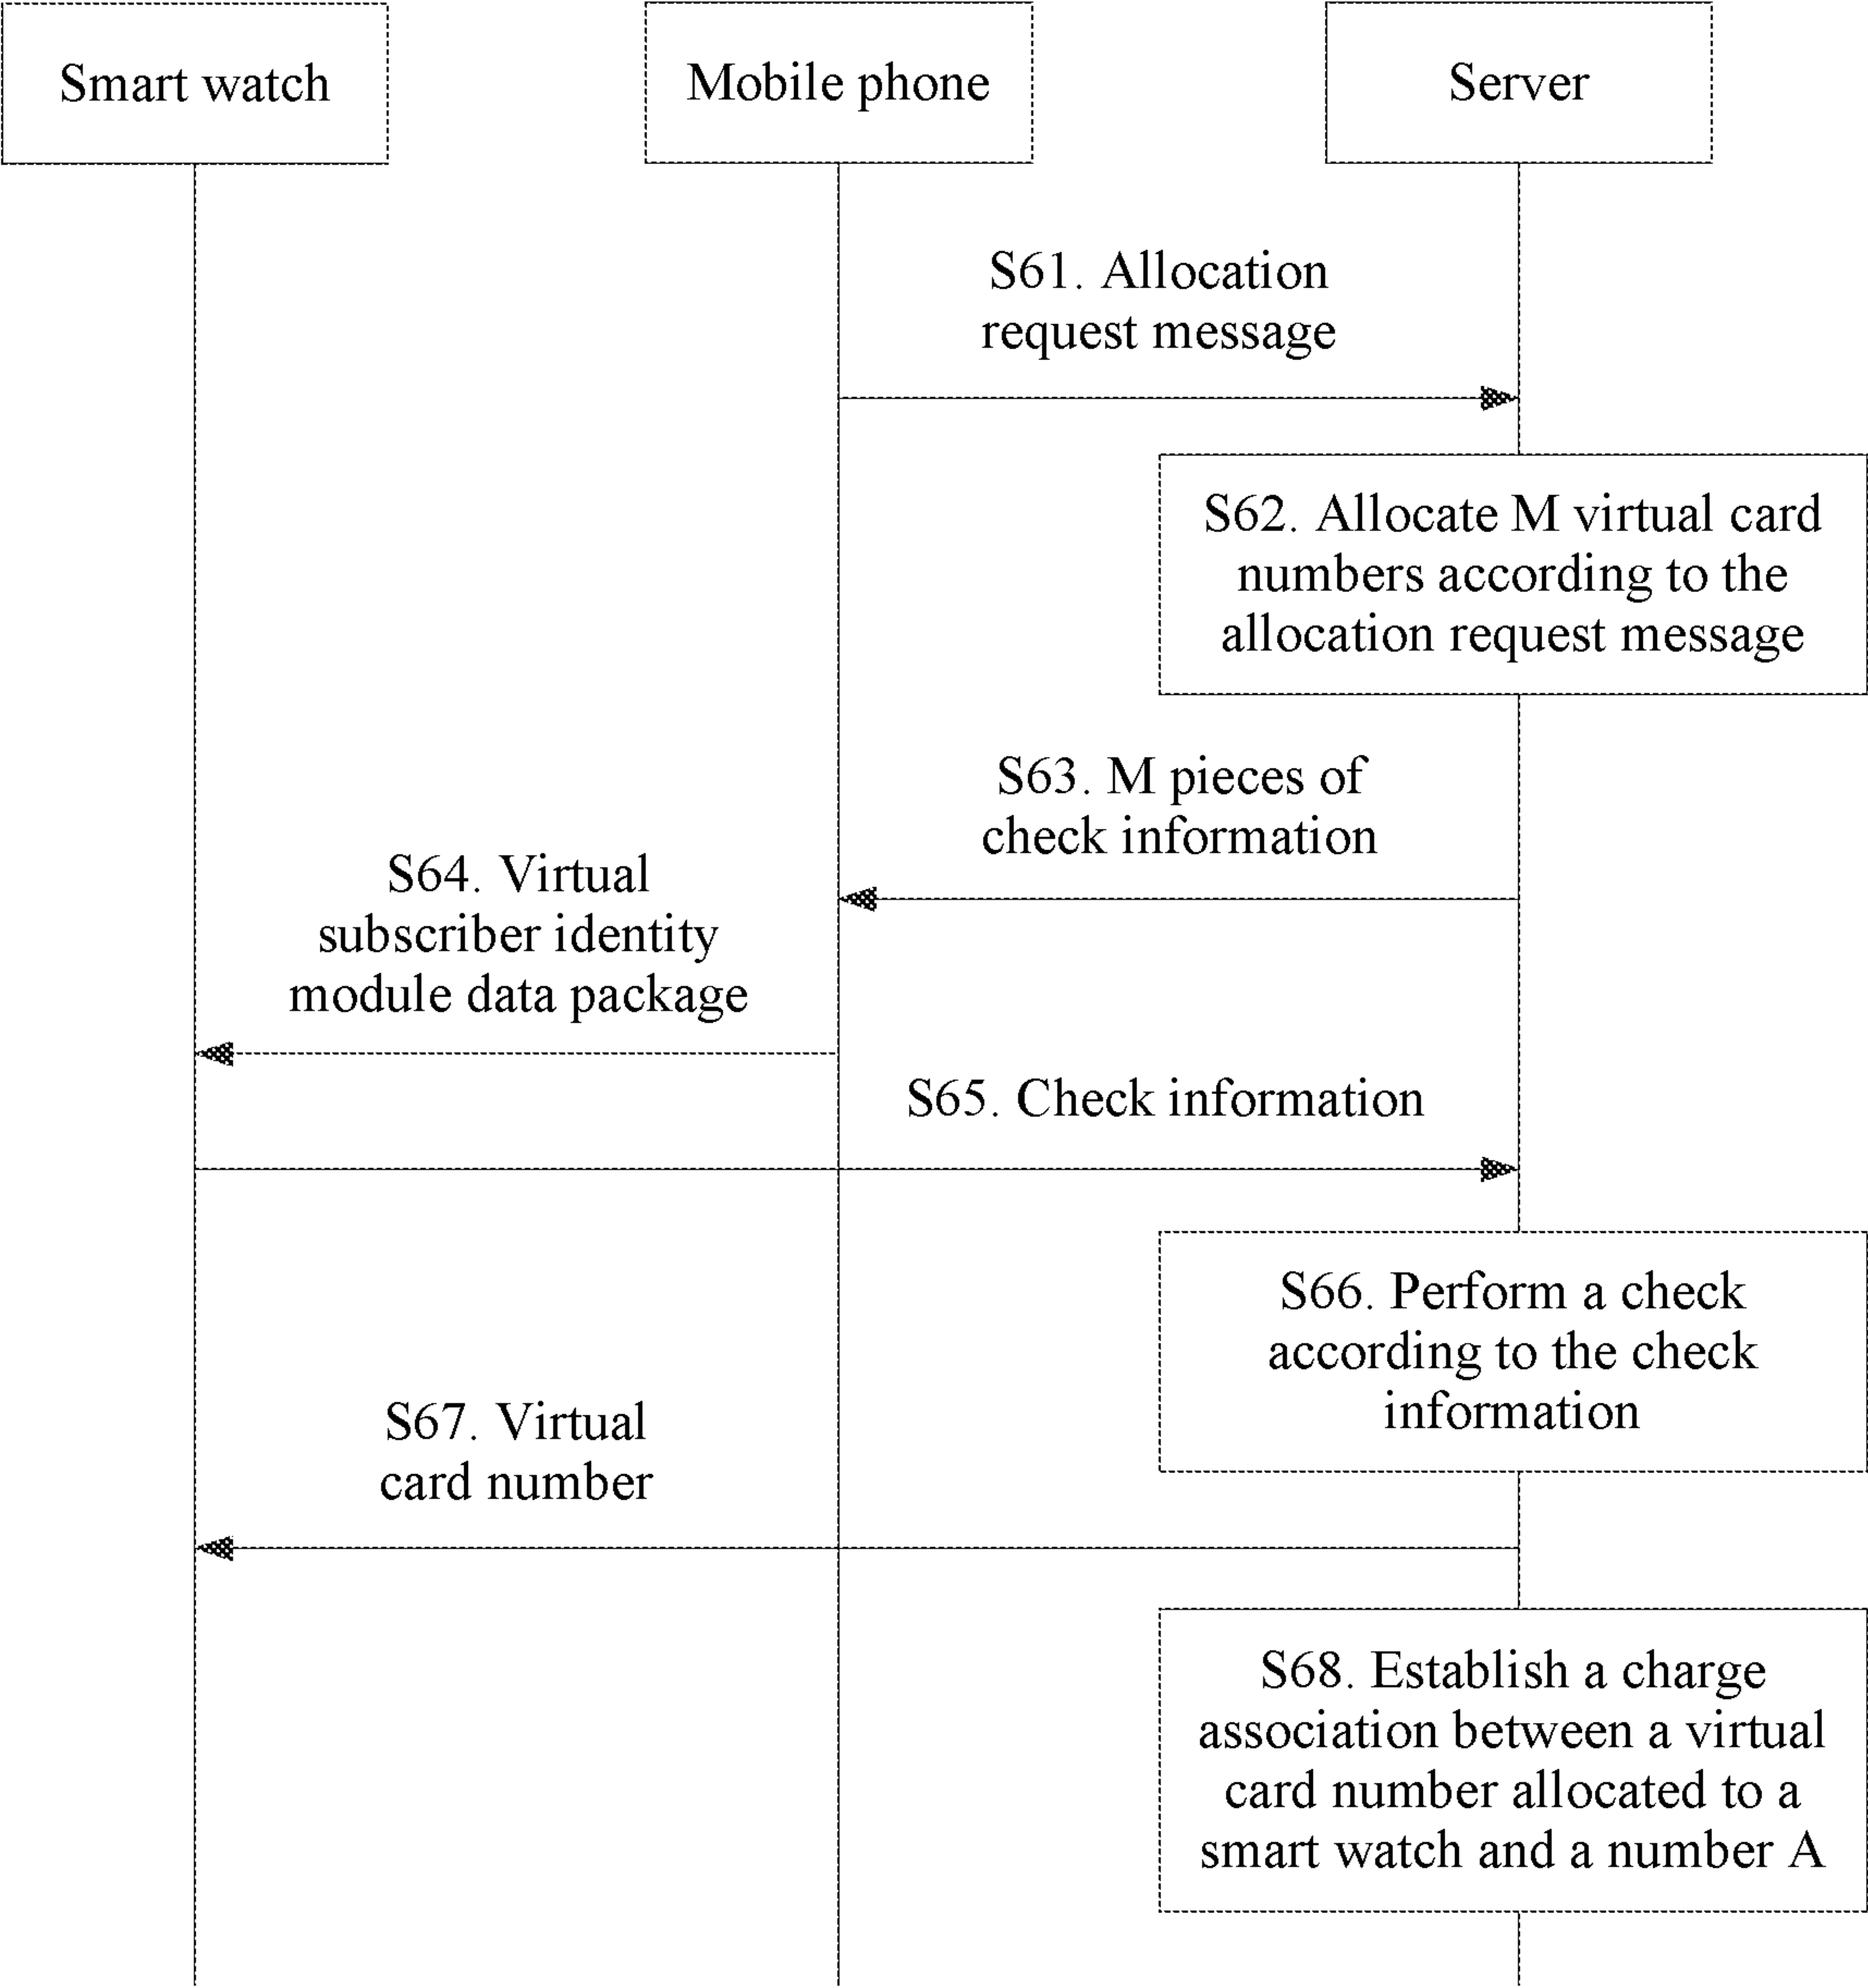 Smart watch
Mobile phone
Server
S61. Allocation
request message
S62. Allocate M virtual card
numbers according to the
allocation request message
S63. M pieces of
check information
S64. Virtual
subscriber identity
module data package
S65. Check information
S66. Perform a check
according to the check
information
S67. Virtual
card number
S68. Establish a charge
association between a virtual
card number allocated to a
smart watch and a number A